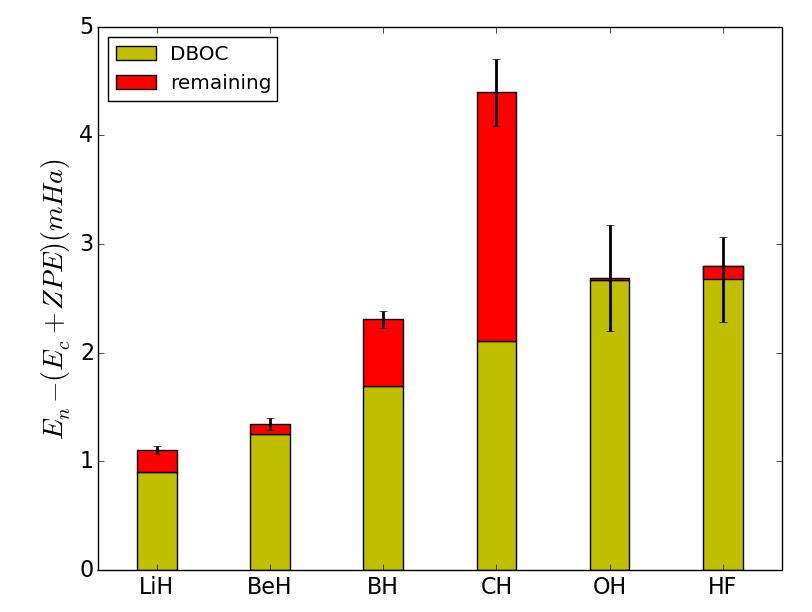 5
4
3
2
1
0
E_n − (E_c + ZPE)(mHa)
DBOC
remaining
LiH BeH BH CH OH HF